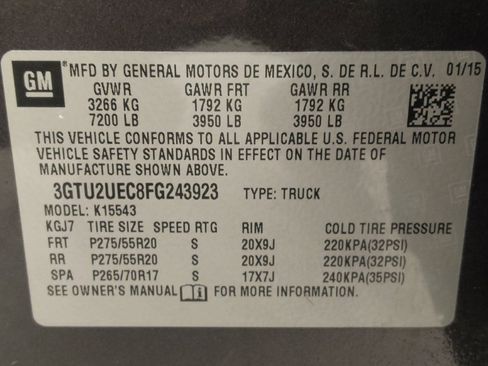 GM MFD BY GENERAL MOTORS DE MEXICO, S. DE R.L. DE C.V. 01/15
GVWR GAWR FRT GAWR RR
3266 KG 1792 KG 1792 KG
7200 LB 3950 LB 3950 LB
THIS VEHICLE CONFORMS TO ALL APPLICABLE U.S. FEDERAL MOTOR
VEHICLE SAFETY STANDARDS IN EFFECT ON THE DATE OF
MANUFACTURE SHOWN ABOVE.
3GTU2UEC8FG243923 TYPE: TRUCK
MODEL: K15543
KGJ7 TIRE SIZE SPEED RTG RIM COLD TIRE PRESSURE
FRT P275/55R20 S 20X9J 220KPA(32PSI)
RR P275/55R20 S 20X9J 220KPA(32PSI)
SPA P265/70R17 S 17X7J 240KPA(35PSI)
SEE OWNER'S MANUAL FOR MORE INFORMATION.